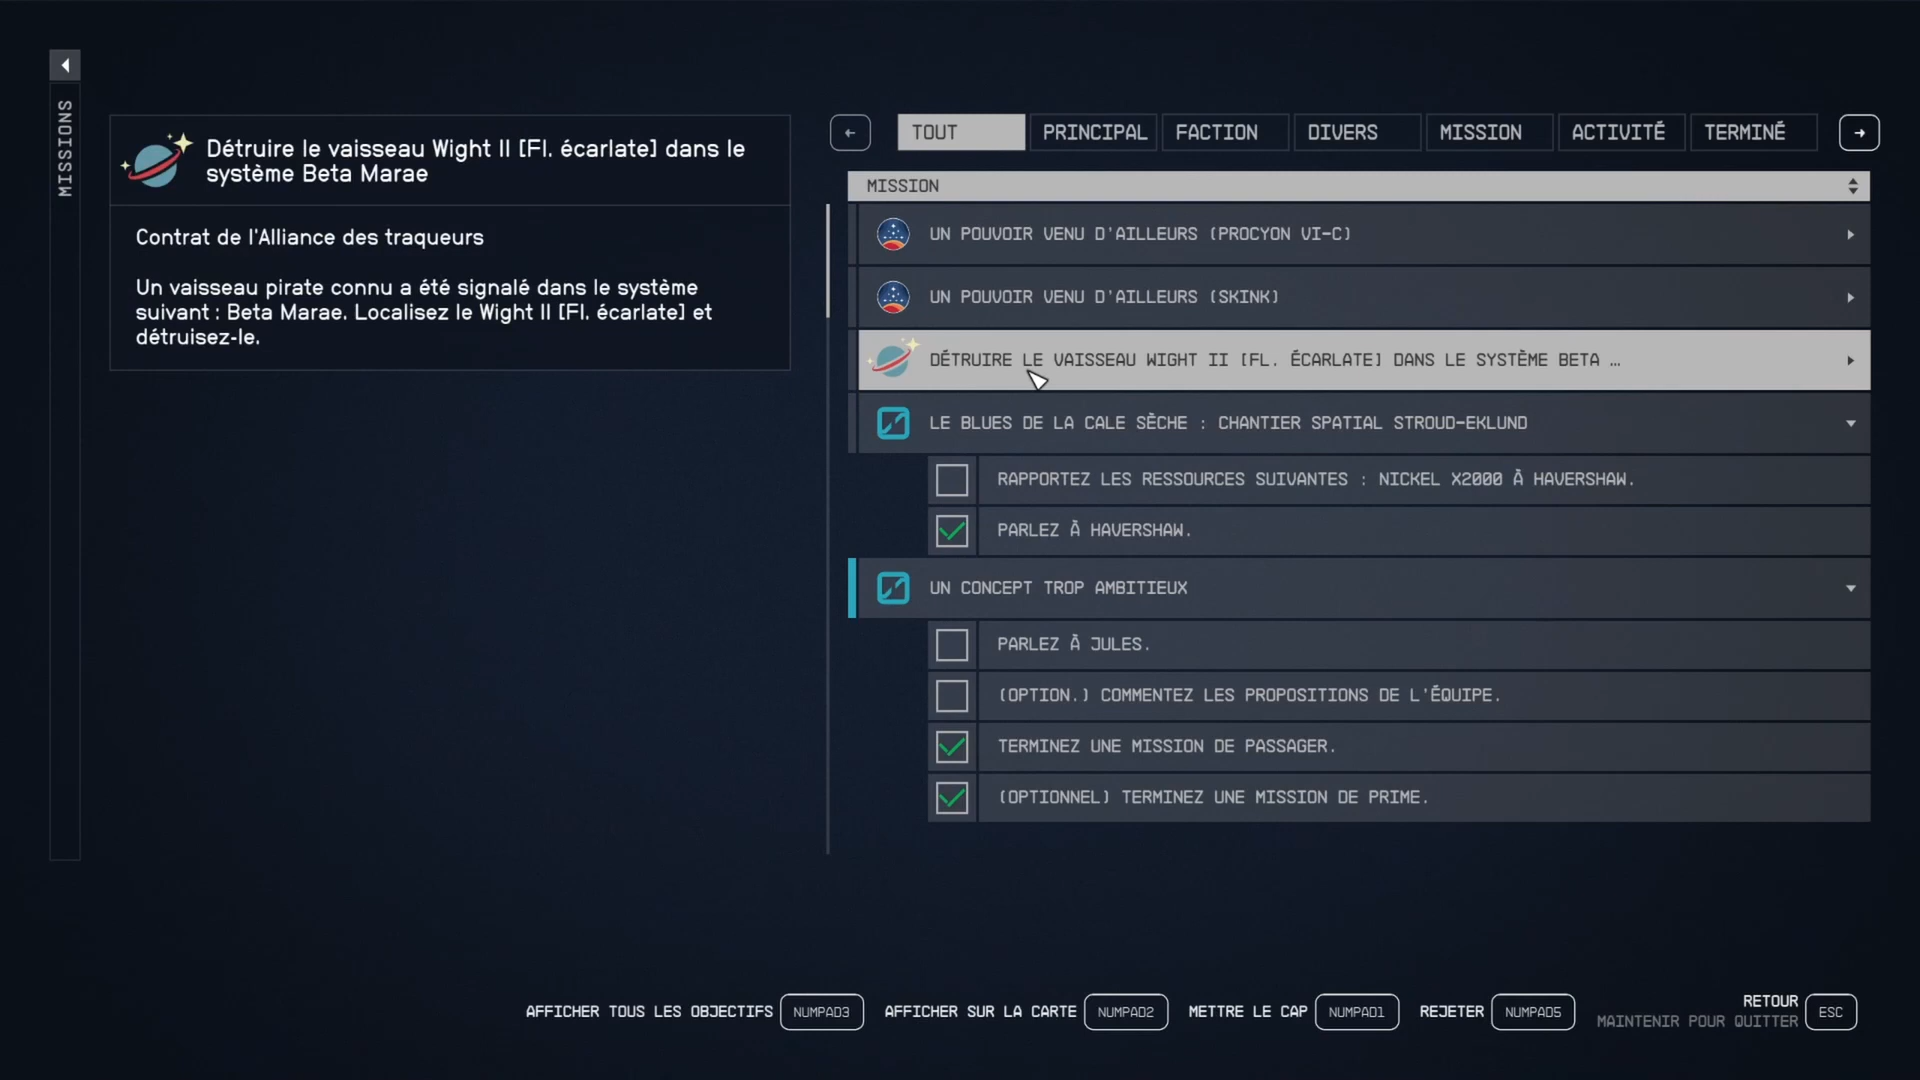 MISSIONS
Détruire le vaisseau Wight II [Fl. écarlate] dans le
système Beta Marae
Contrat de l'Alliance des traqueurs
Un vaisseau pirate connu a été signalé dans le système
suivant : Beta Marae. Localisez le Wight II [Fl. écarlate] et
détruisez-le.
TOUT
PRINCIPAL
FACTION
DIVERS
MISSION
ACTIVITÉ
TERMINÉ
MISSION
UN POUVOIR VENU D'AILLEURS (PROCYON VI-C)
UN POUVOIR VENU D'AILLEURS (SKINK)
DÉTRUIRE LE VAISSEAU WIGHT II [FL. ÉCARLATE] DANS LE SYSTÈME BETA ...
LE BLUES DE LA CALE SÈCHE : CHANTIER SPATIAL STROUD-EKLUND
RAPPORTEZ LES RESSOURCES SUIVANTES : NICKEL X2000 À HAVERSHAW.
PARLEZ À HAVERSHAW.
UN CONCEPT TROP AMBITIEUX
PARLEZ À JULES.
(OPTION.) COMMENTEZ LES PROPOSITIONS DE L'ÉQUIPE.
TERMINEZ UNE MISSION DE PASSAGER.
(OPTIONNEL) TERMINEZ UNE MISSION DE PRIME.
AFFICHER TOUS LES OBJECTIFS NUMPAD3
AFFICHER SUR LA CARTE NUMPAD2
METTRE LE CAP NUMPAD1
REJETER NUMPAD5
RETOUR
MAINTENIR POUR QUITTER
ESC